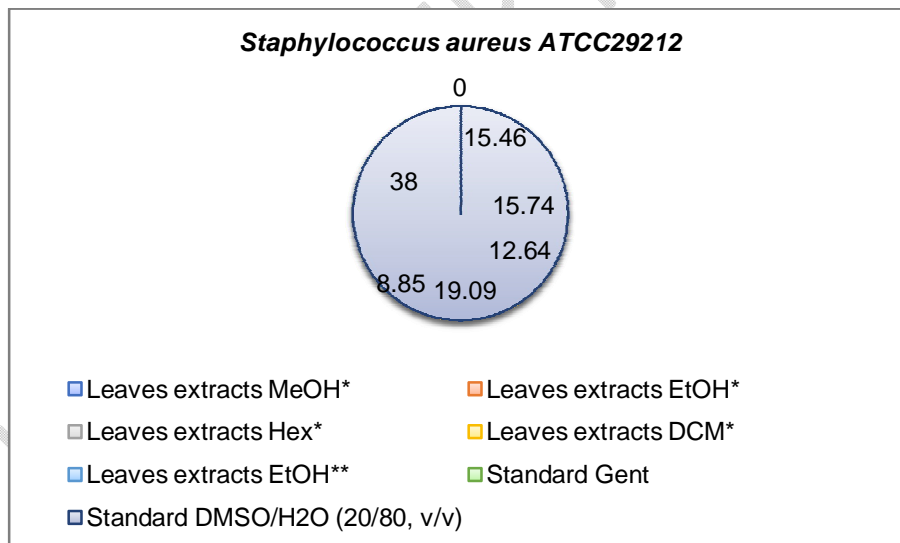 Staphylococcus aureus ATCC29212
0
15.46
38
15.74
12.64
8.85 19.09
Leaves extracts MeOH* Leaves extracts EtOH*
Leaves extracts Hex* Leaves extracts DCM*
Leaves extracts EtOH** Standard Gent
Standard DMSO/H2O (20/80, v/v)